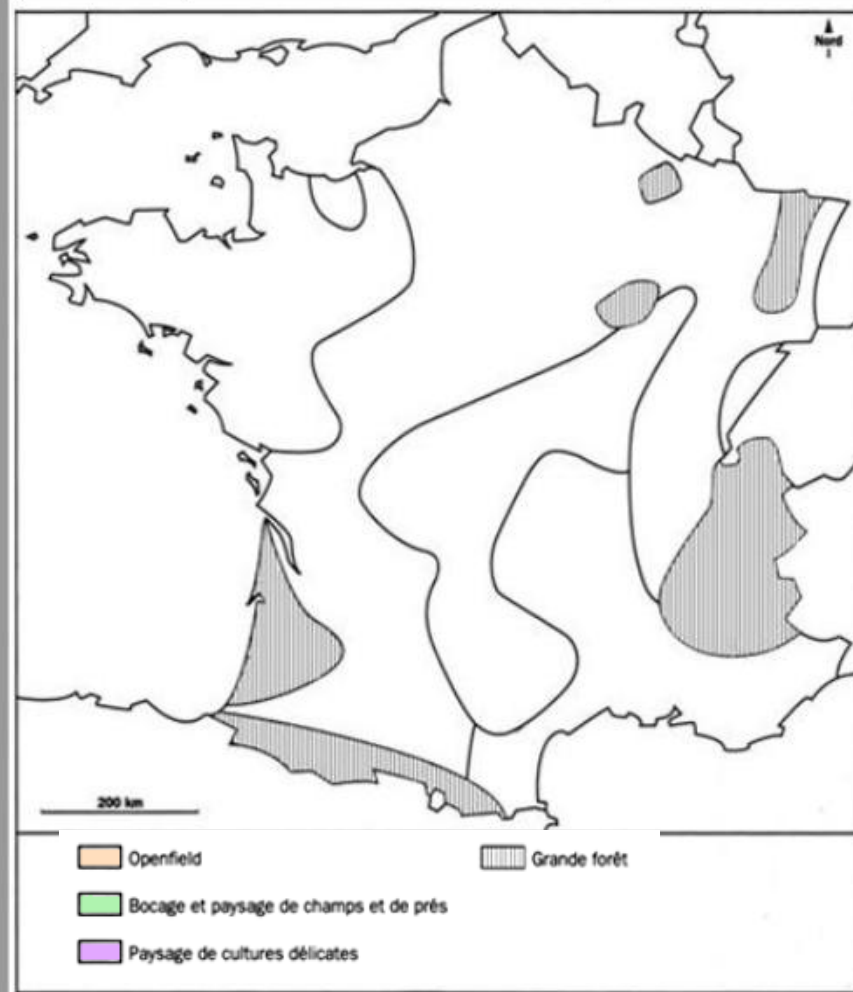 Nord
200 km
Openfield
Grande forêt
Bocage et paysage de champs et de prés
Paysage de cultures délicates